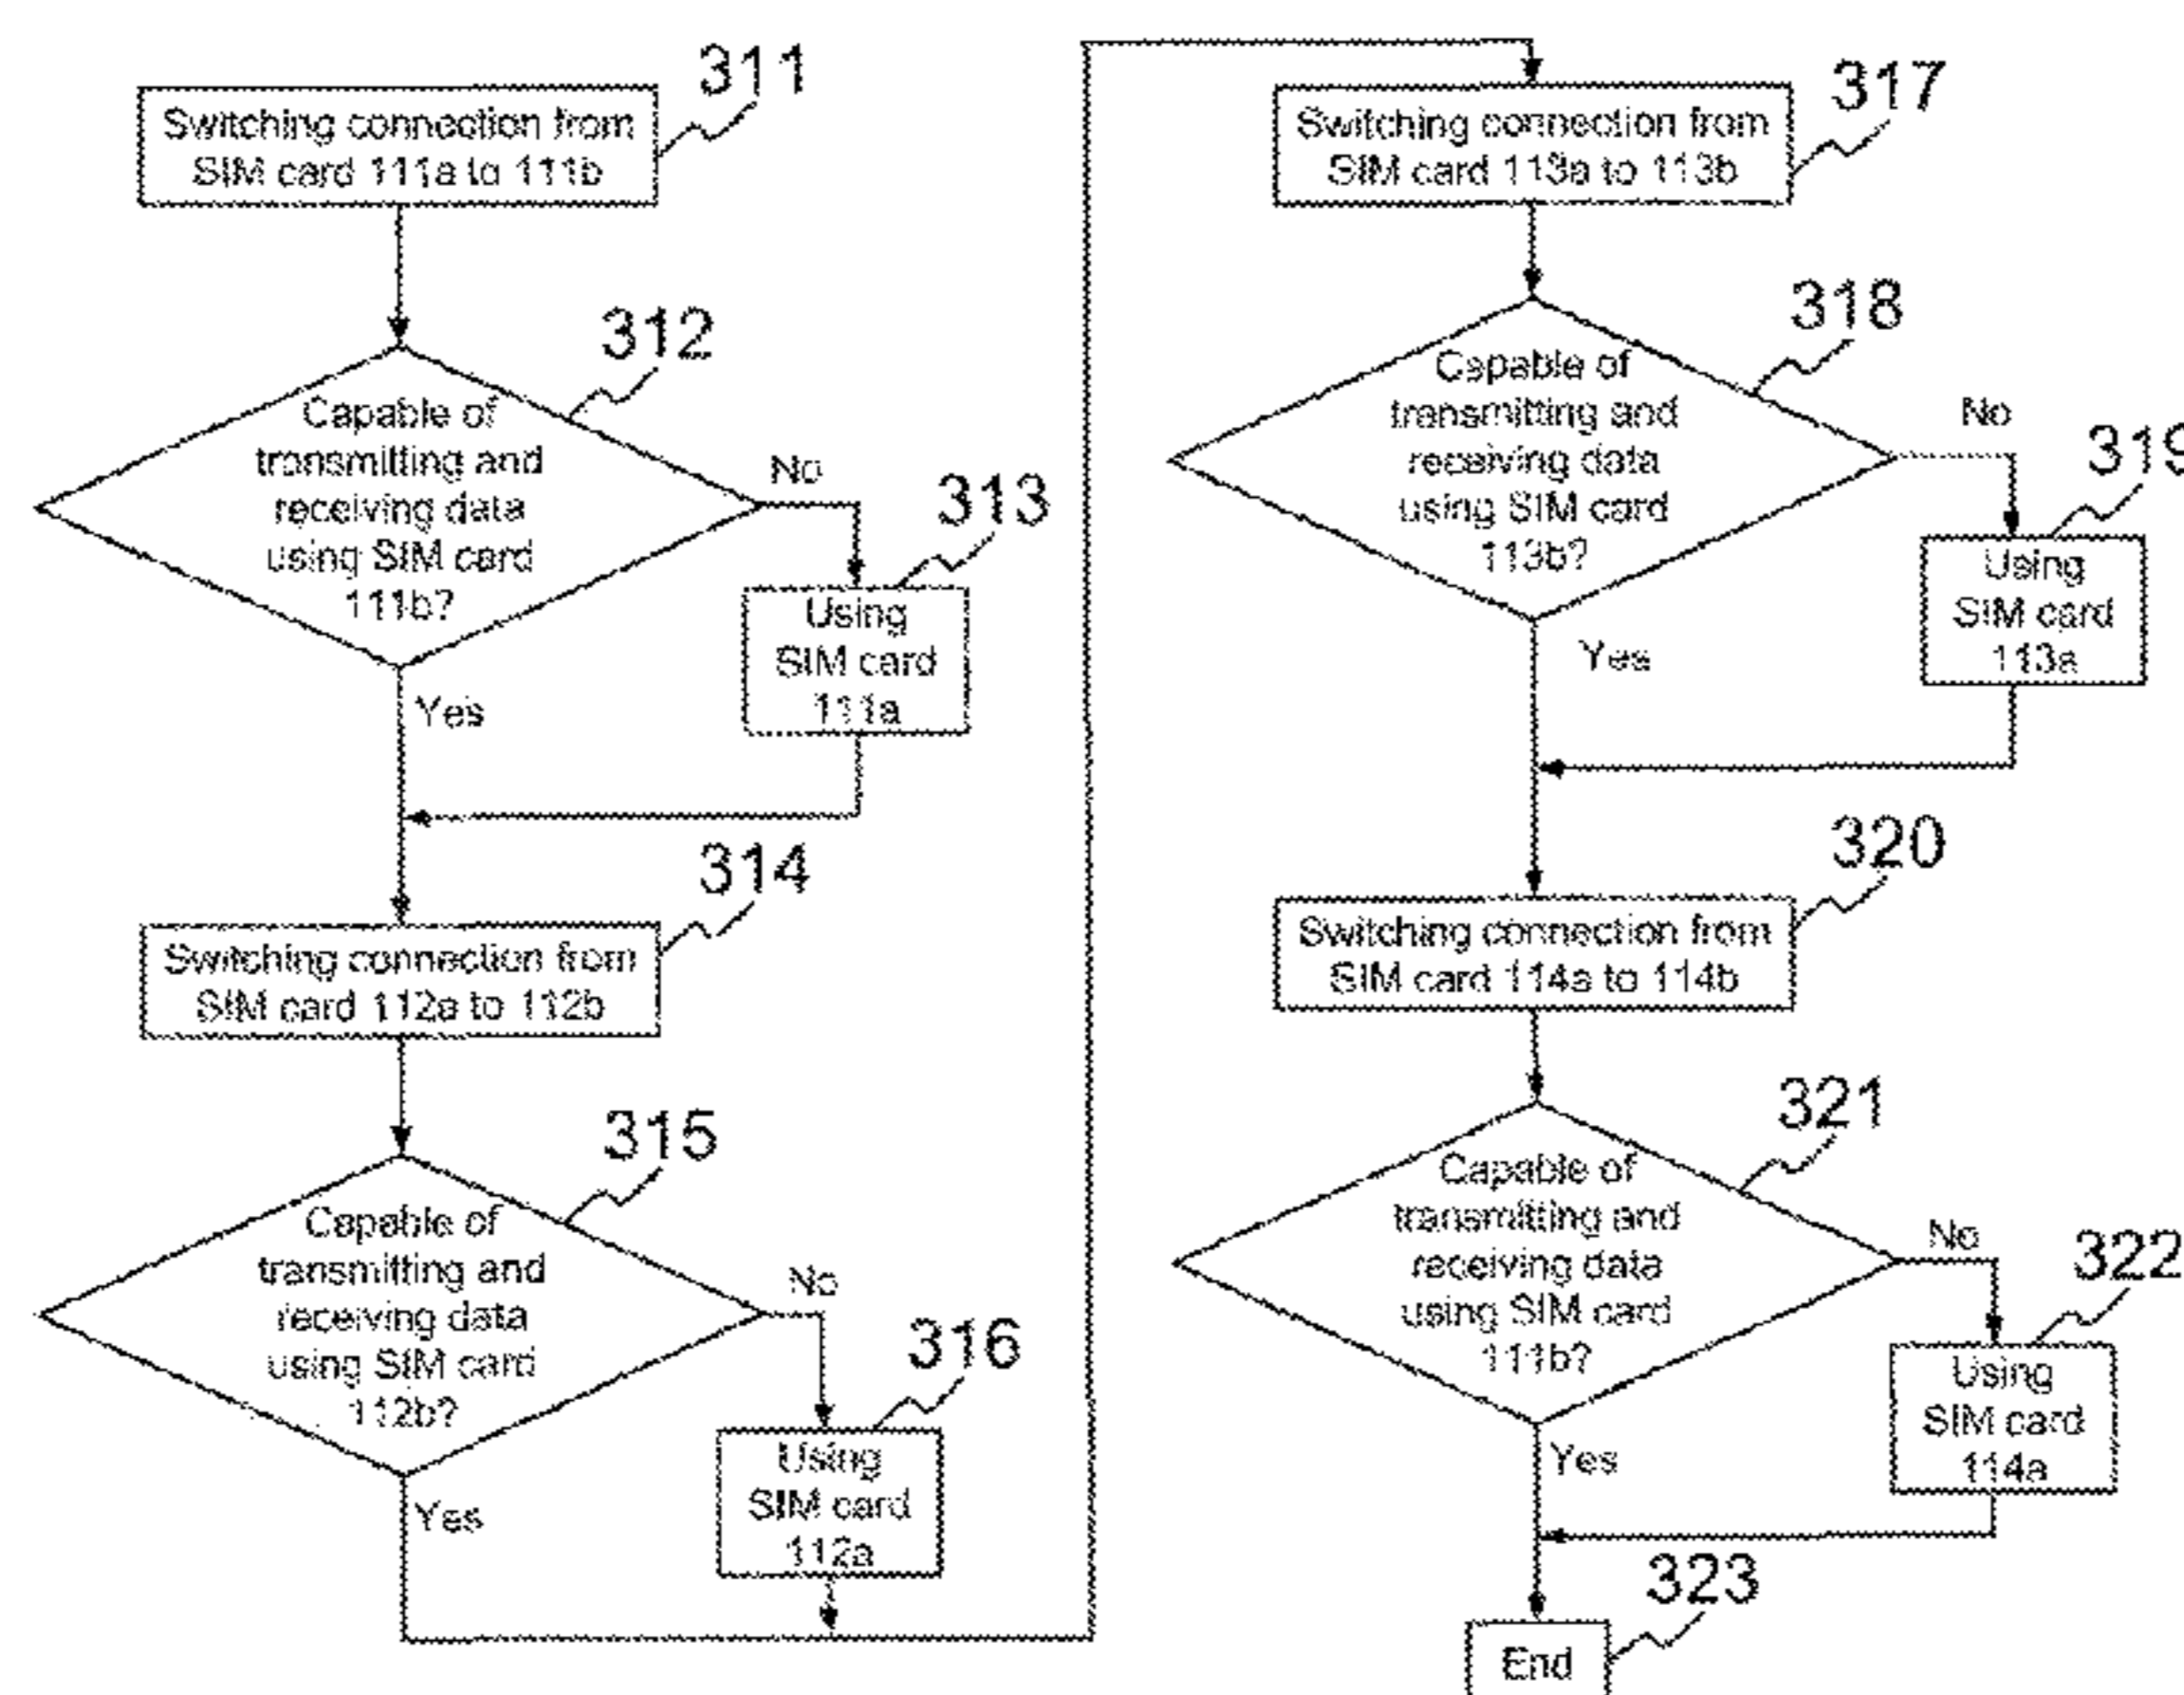 311
Switching connection from
SIM card 111a to 111b
312
Capable of
transmitting and
receiving data
using SIM card
111b?
No
313
Using
SIM card
111a
Yes
314
Switching connection from
SIM card 112a to 112b
315
Capable of
transmitting and
receiving data
using SIM card
112b?
No
316
Using
SIM card
112a
Yes
317
Switching connection from
SIM card 113a to 113b
318
Capable of
transmitting and
receiving data
using SIM card
113b?
No
319
Using
SIM card
113a
Yes
320
Switching connection from
SIM card 114a to 114b
321
Capable of
transmitting and
receiving data
using SIM card
111b?
No
322
Using
SIM card
114a
Yes
323
End